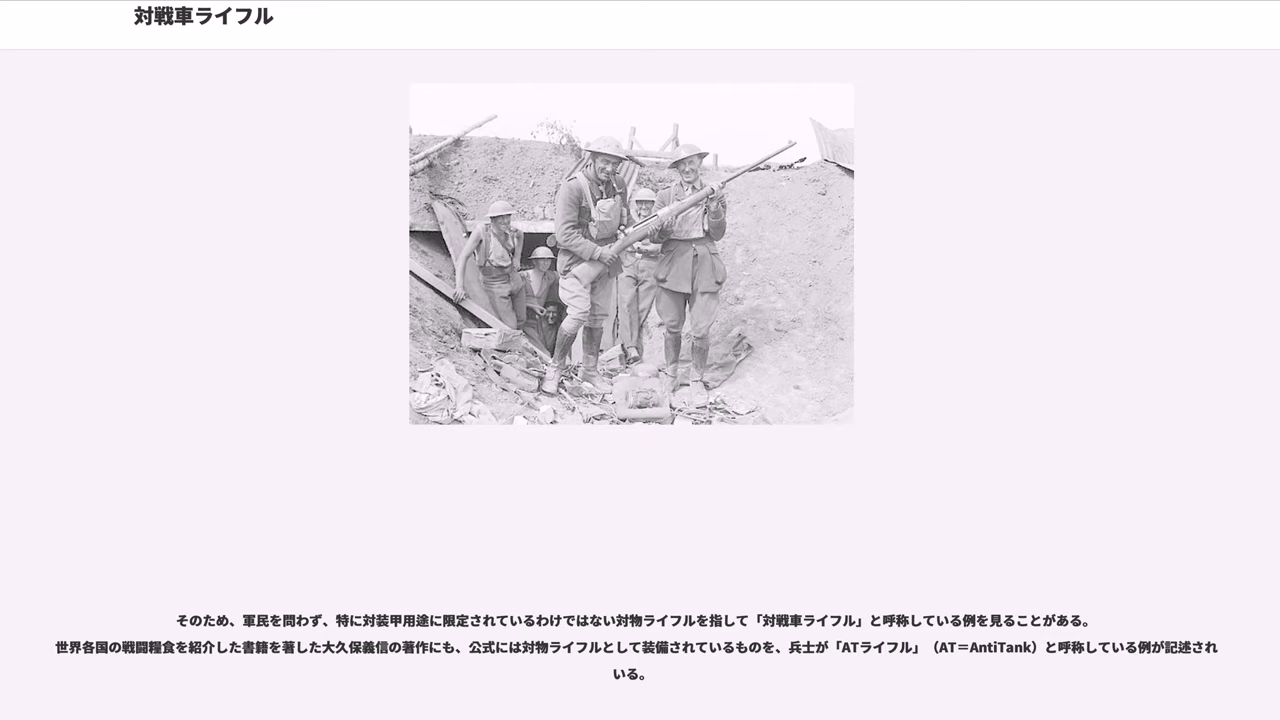 対戦車ライフル
そのため、軍民を問わず、特に対装甲用途に限定されているわけではない対物ライフルを指して「対戦車ライフル」と呼称している例を見ることがある。
世界各国の戦闘糧食を紹介した書籍を著した大久保義信の著作にも、公式には対物ライフルとして装備されているものを、兵士が「ATライフル」（AT＝AntiTank）と呼称している例が記述され
いる。